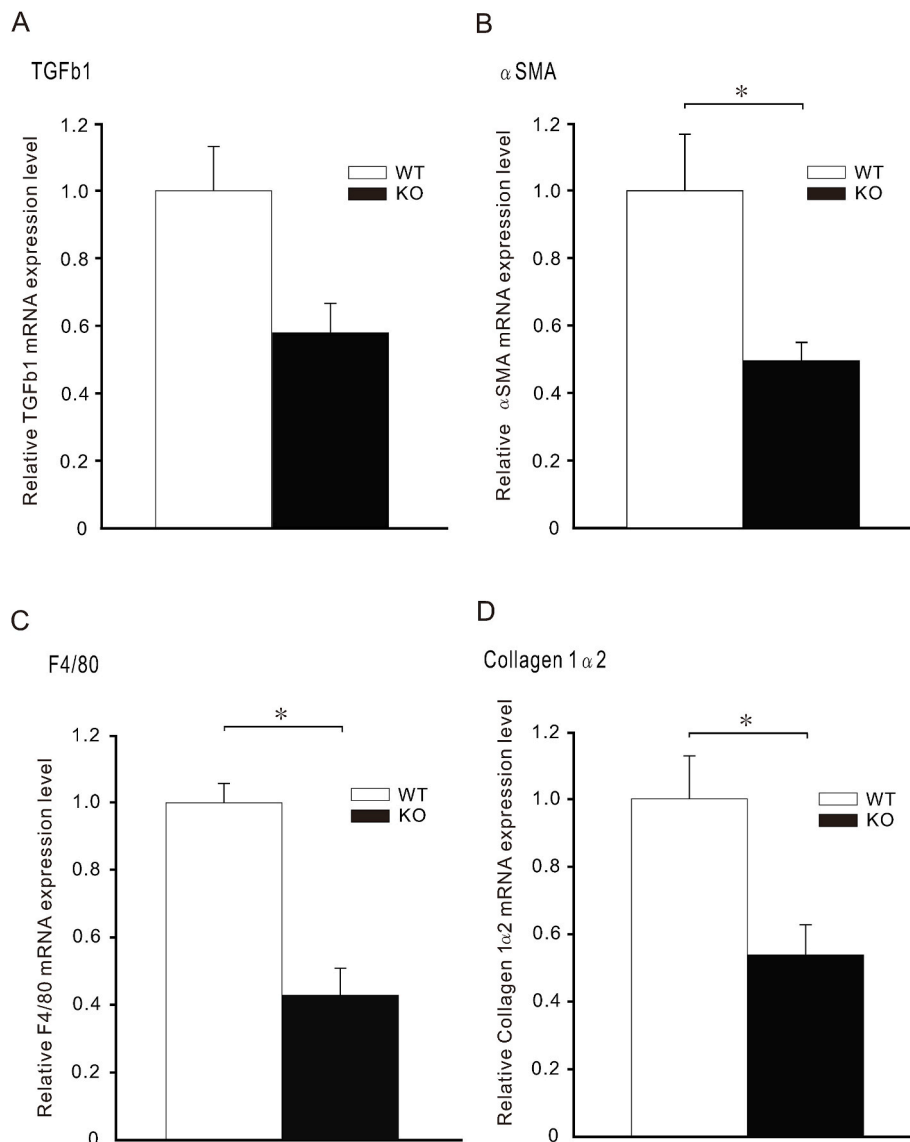 A
TGFb1
Relative TGFb1 mRNA expression level
1.2
1.0
0.8
0.6
0.4
0.2
0
WT
KO
B
αSMA
*
Relative αSMA mRNA expression level
1.2
1.0
0.8
0.6
0.4
0.2
0
WT
KO
C
F4/80
*
Relative F4/80 mRNA expression level
1.2
1.0
0.8
0.6
0.4
0.2
0
WT
KO
D
Collagen 1α2
*
Relative Collagen 1α2 mRNA expression level
1.2
1.0
0.8
0.6
0.4
0.2
0
WT
KO